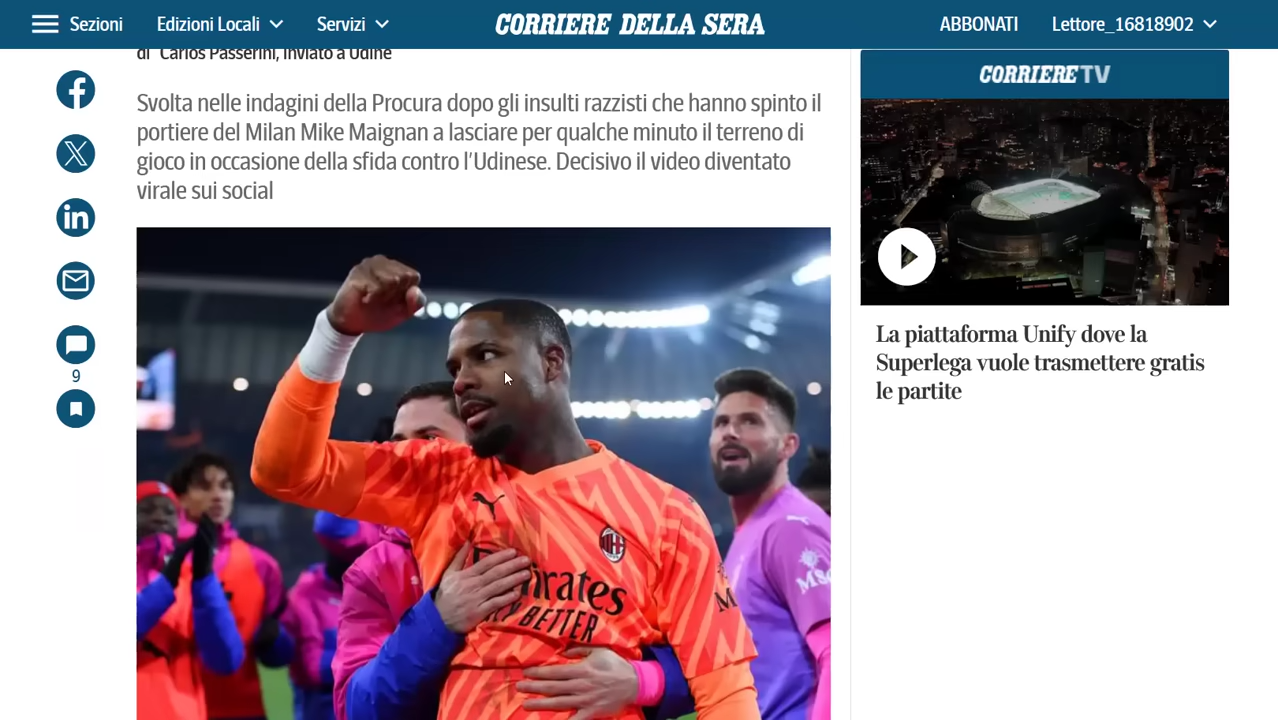 Sezioni
Edizioni Locali
Servizi
CORRIERE DELLA SERA
ABBONATI
Lettore_16818902
di Carlos Passerini, inviato a Udine
Svolta nelle indagini della Procura dopo gli insulti razzisti che hanno spinto il
portiere del Milan Mike Maignan a lasciare per qualche minuto il terreno di
gioco in occasione della sfida contro l'Udinese. Decisivo il video diventato
virale sui social
9
Emirates
BETTER
CORRIERE TV
La piattaforma Unify dove la
Superlega vuole trasmettere gratis
le partite